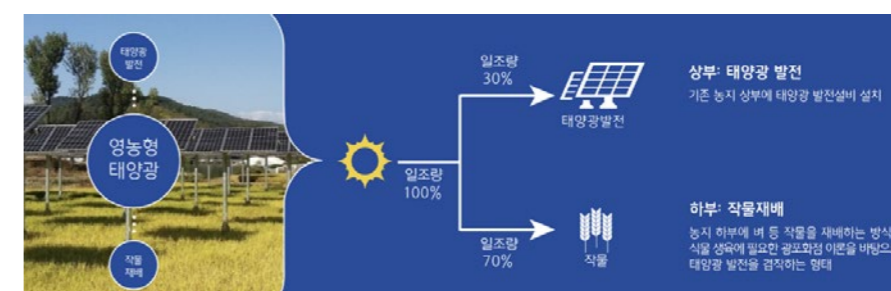 태양광
발전
영농형
태양광
작물
재배
일조량
100%
일조량
30%
태양광발전
상부: 태양광 발전
기존 농지 상부에 태양광 발전설비 설치
일조량
70%
작물
하부: 작물재배
농지 하부에 벼 등 작물을 재배하는 방식
식물 생육에 필요한 광포화점 이론을 바탕으
태양광 발전을 겸작하는 형태